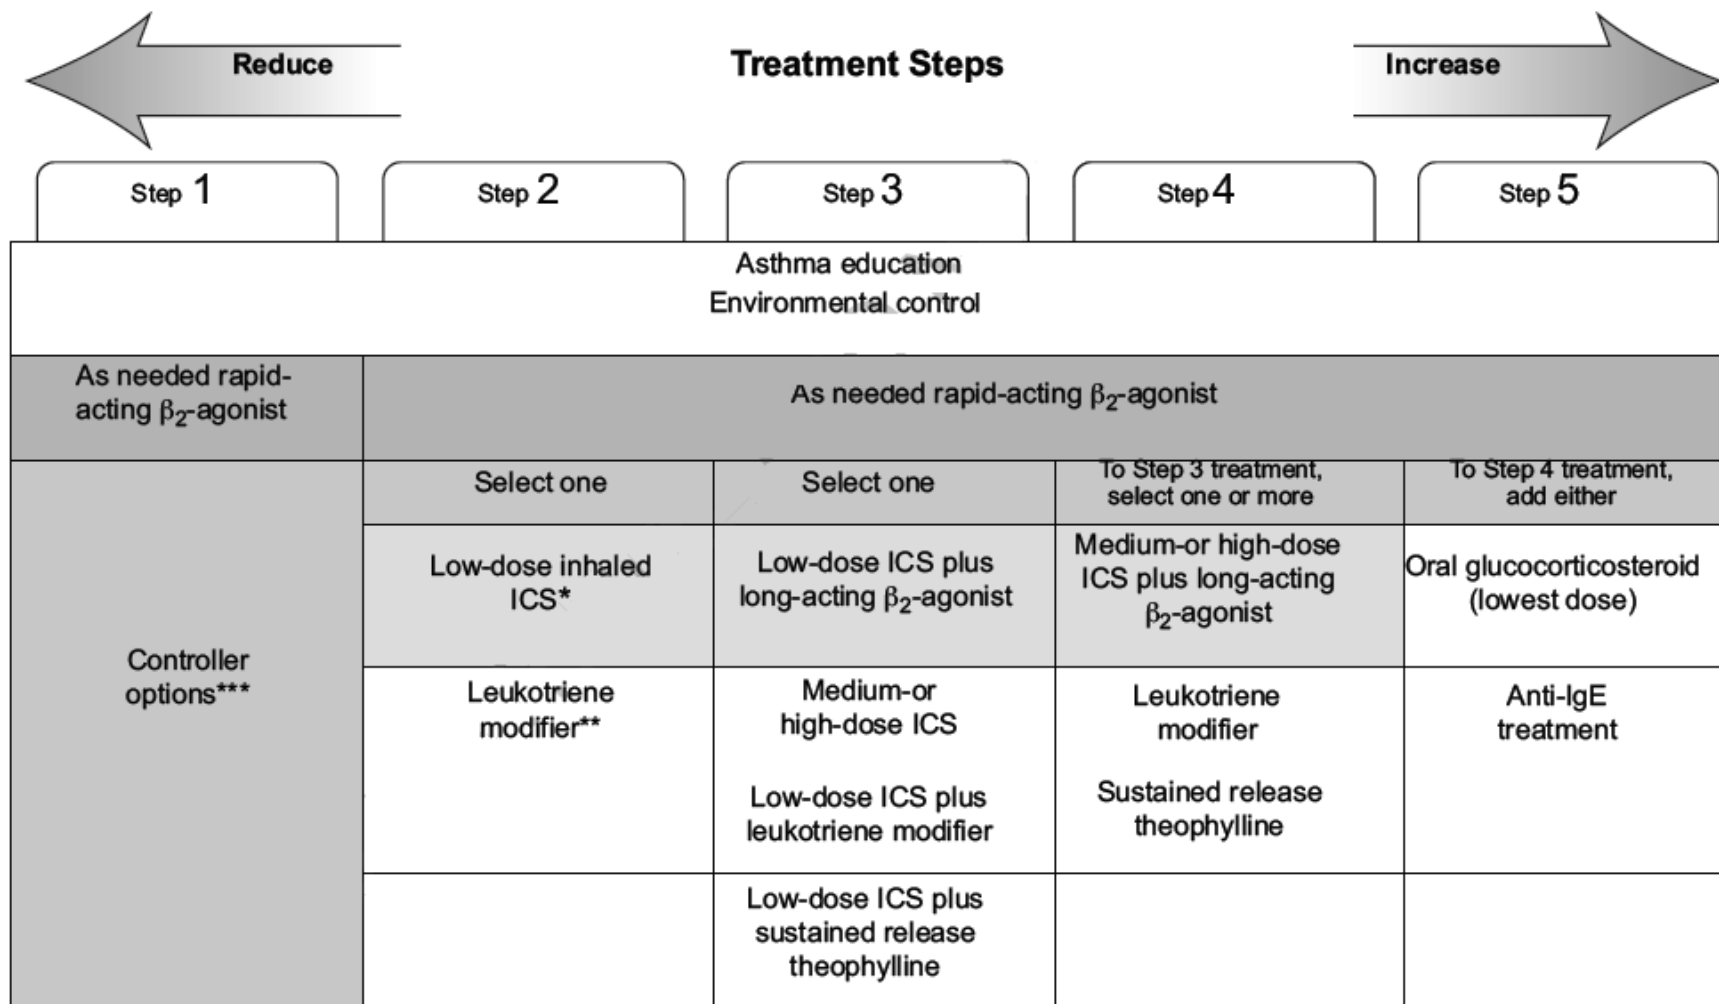 Reduce
Treatment Steps
Increase
Step 1
Step 2
Step 3
Step 4
Step 5
Asthma education
Environmental control
As needed rapid-
acting β2-agonist
As needed rapid-acting β2-agonist
Select one
Select one
To Step 3 treatment,
select one or more
To Step 4 treatment,
add either
Controller
options***
Low-dose inhaled
ICS*
Low-dose ICS plus
long-acting β2-agonist
Medium-or high-dose
ICS plus long-acting
β2-agonist
Oral glucocorticosteroid
(lowest dose)
Leukotriene
modifier**
Medium-or
high-dose ICS
Leukotriene
modifier
Anti-IgE
treatment
Low-dose ICS plus
leukotriene modifier
Sustained release
theophylline
Low-dose ICS plus
sustained release
theophylline